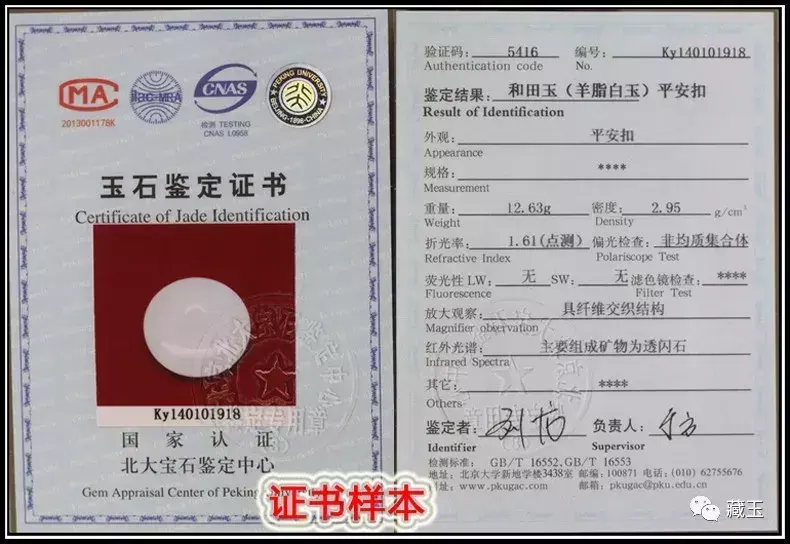 CMA
2013001178K
ilac-MRA
CNAS
检测 TESTING
CNAS L0958
PEKING UNIVERSITY
BEIJING-1898-CHINA
玉石鉴定证书
Certificate of Jade Identification
Ky140101918
国家认证
北大宝石鉴定中心
Gem Appraisal Center of Peking
证书样本
验证码: 5416 编号: Ky140101918
Authentication code No.
鉴定结果: 和田玉（羊脂白玉）平安扣
Result of Identification
外观: 平安扣
Appearance
规格: ****
Measurement
重量: 12.63g 密度: 2.95 g/cm³
Weight Density
折光率: 1.61(点测) 偏光检查: 非均质集合体
Refractive Index Polariscope Test
荧光性 LW: 无 SW: 无 滤色镜检查: ****
Fluorescence Filter Test
放大观察: 具纤维交织结构
Magnifier observation
红外光谱: 主要组成矿物为透闪石
Infrared Spectra
其它: ****
Others
鉴定者: 负责人:
Identifier Supervisor
检测标准: GB/T 16552、GB/T 16553
地址: 北京大学新地学楼3438室 邮编: 100871 电话: (010) 62755676
网址: www.pkugac.com 邮箱: pkugac@pku.edu.cn
藏玉